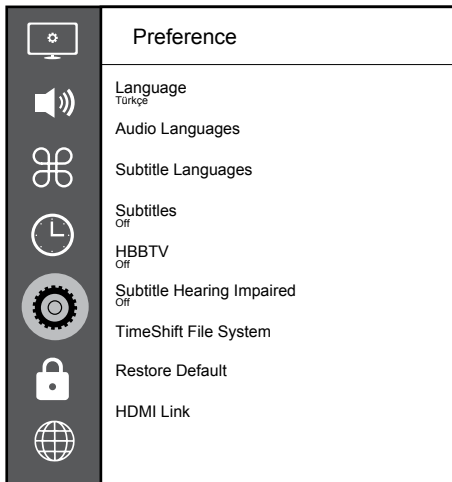 Preference
Language
Türkçe
Audio Languages
Subtitle Languages
Subtitles
Off
HBBTV
Off
Subtitle Hearing Impaired
Off
TimeShift File System
Restore Default
HDMI Link